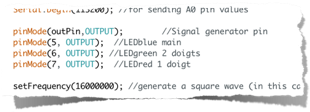 Serial.begin(115200); //for sending A0 pin values
pinMode(outPin,OUTPUT); //Signal generator pin
pinMode(5, OUTPUT); //LEDblue main
pinMode(6, OUTPUT); //LEDgreen 2 doigts
pinMode(7, OUTPUT); //LEDred 1 doigt
setFrequency(16000000); //generate a square wave (in this